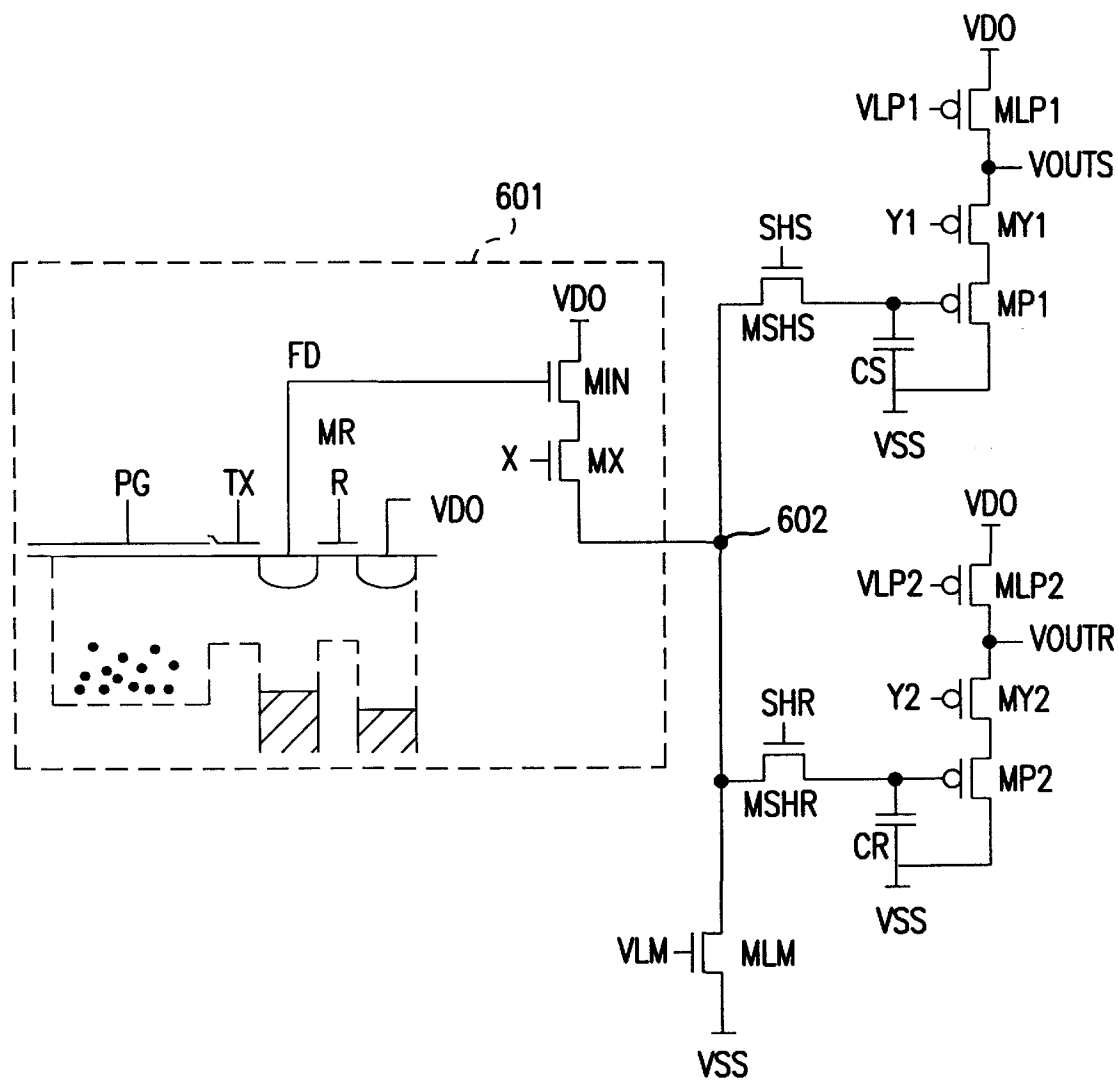 VDO
VLP1 MLP1
VOUTS
601
Y1 MY1
SHS
VDO
MSHS MP1
FD
MIN
CS
MR
X MX
VSS
PG TX R
VDO
602
VDO
VLP2 MLP2
VOUTR
Y2 MY2
SHR
MSHR MP2
CR
VSS
VLM MLM
VSS